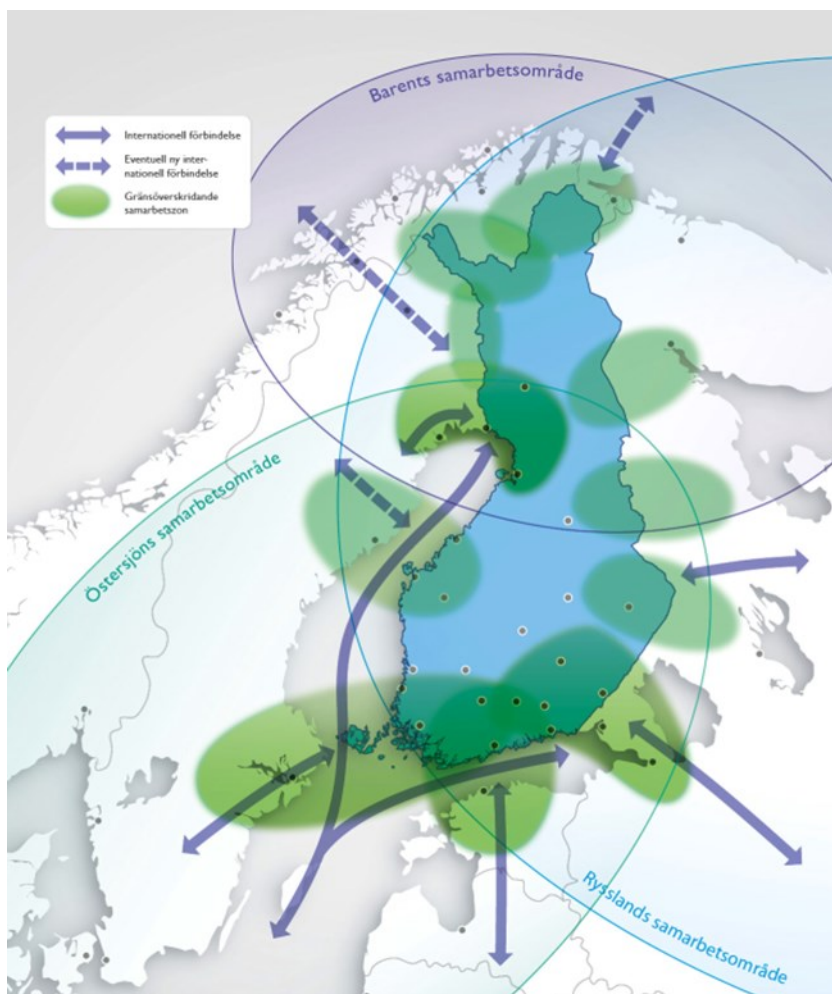 Barents samarbetsområde
Internationell förbindelse
Eventuell ny inter-
nationell förbindelse
Gränsöverskridande
samarbetszon
Östersjöns samarbetsområde
Rysslands samarbetsområde